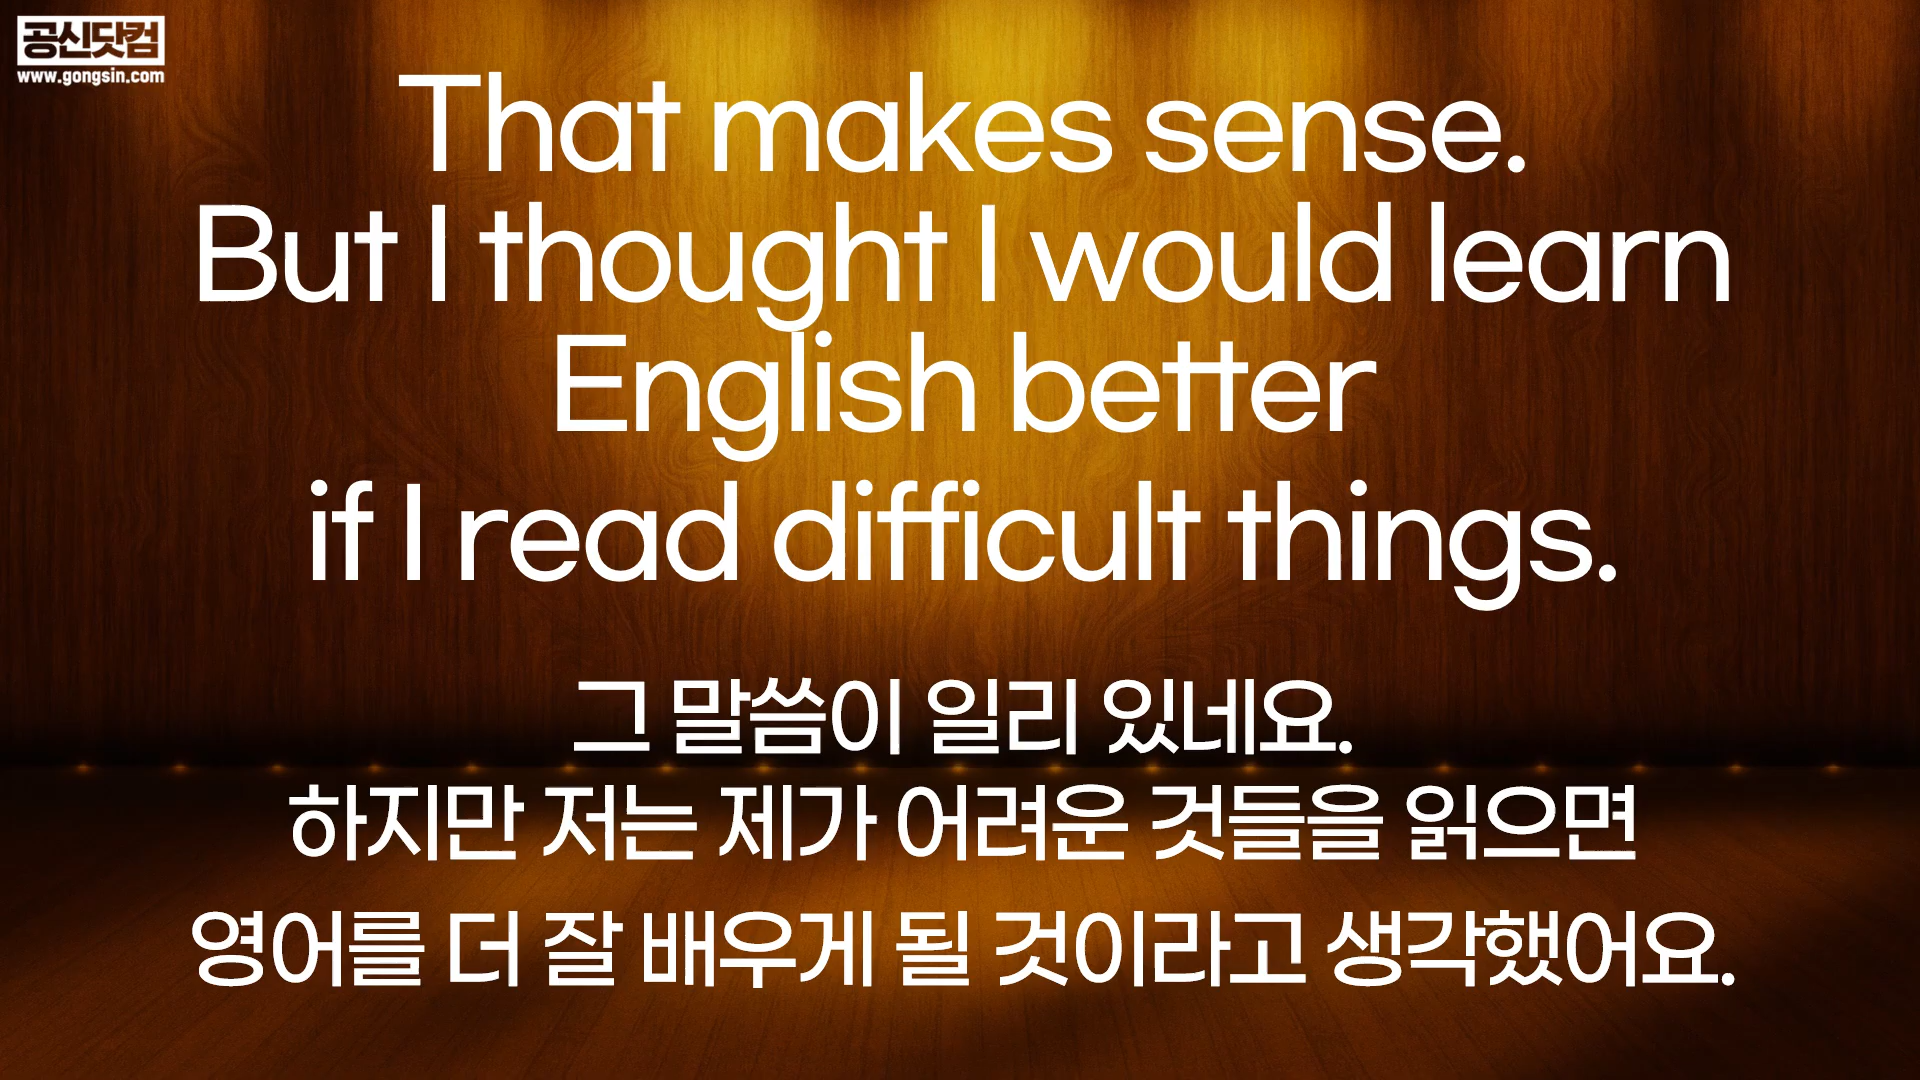 공신닷컴
www.gongsin.com
That makes sense.
But I thought I would learn
English better
if I read difficult things.
그 말씀이 일리 있네요.
하지만 저는 제가 어려운 것들을 읽으면
영어를 더 잘 배우게 될 것이라고 생각했어요.